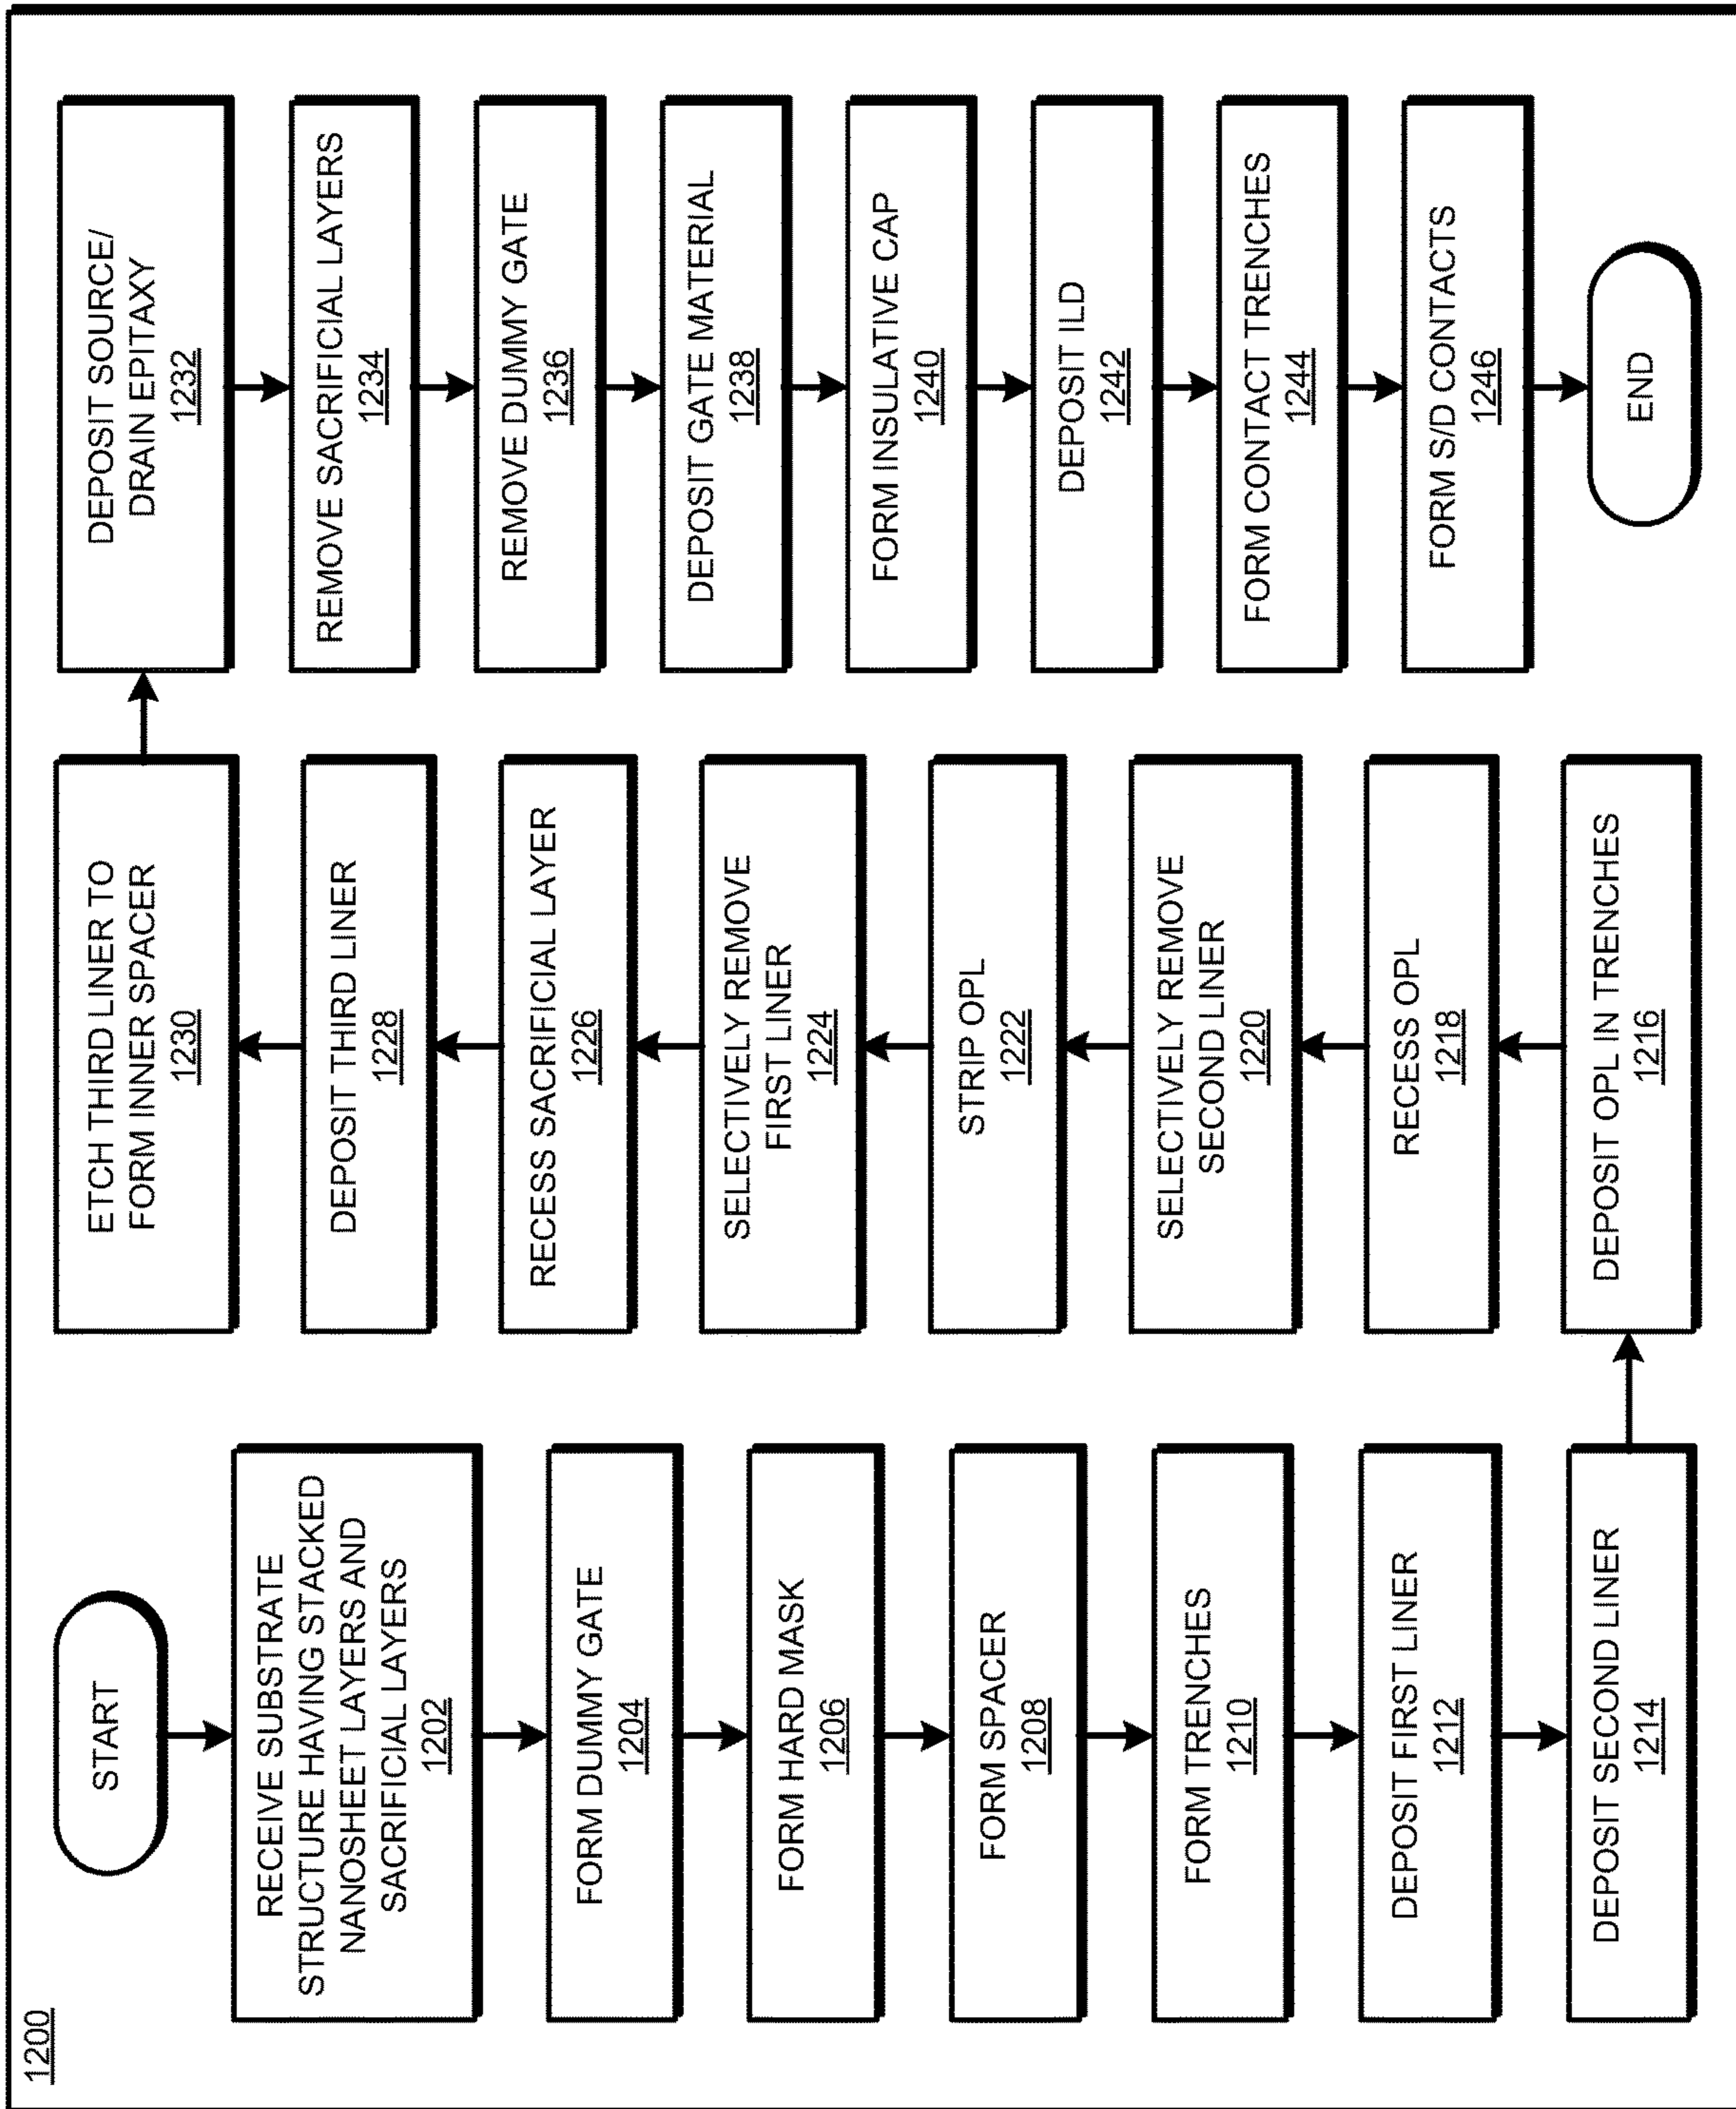 1200
START
RECEIVE SUBSTRATE
STRUCTURE HAVING STACKED
NANOSHEET LAYERS AND
SACRIFICIAL LAYERS
1202
FORM DUMMY GATE
1204
FORM HARD MASK
1206
FORM SPACER
1208
FORM TRENCHES
1210
DEPOSIT FIRST LINER
1212
DEPOSIT SECOND LINER
1214
DEPOSIT OPL IN TRENCHES
1216
RECESS OPL
1218
SELECTIVELY REMOVE
SECOND LINER
1220
STRIP OPL
1222
SELECTIVELY REMOVE
FIRST LINER
1224
RECESS SACRIFICIAL LAYER
1226
DEPOSIT THIRD LINER
1228
ETCH THIRD LINER TO
FORM INNER SPACER
1230
DEPOSIT SOURCE/
DRAIN EPITAXY
1232
REMOVE SACRIFICIAL LAYERS
1234
REMOVE DUMMY GATE
1236
DEPOSIT GATE MATERIAL
1238
FORM INSULATIVE CAP
1240
DEPOSIT ILD
1242
FORM CONTACT TRENCHES
1244
FORM S/D CONTACTS
1246
END